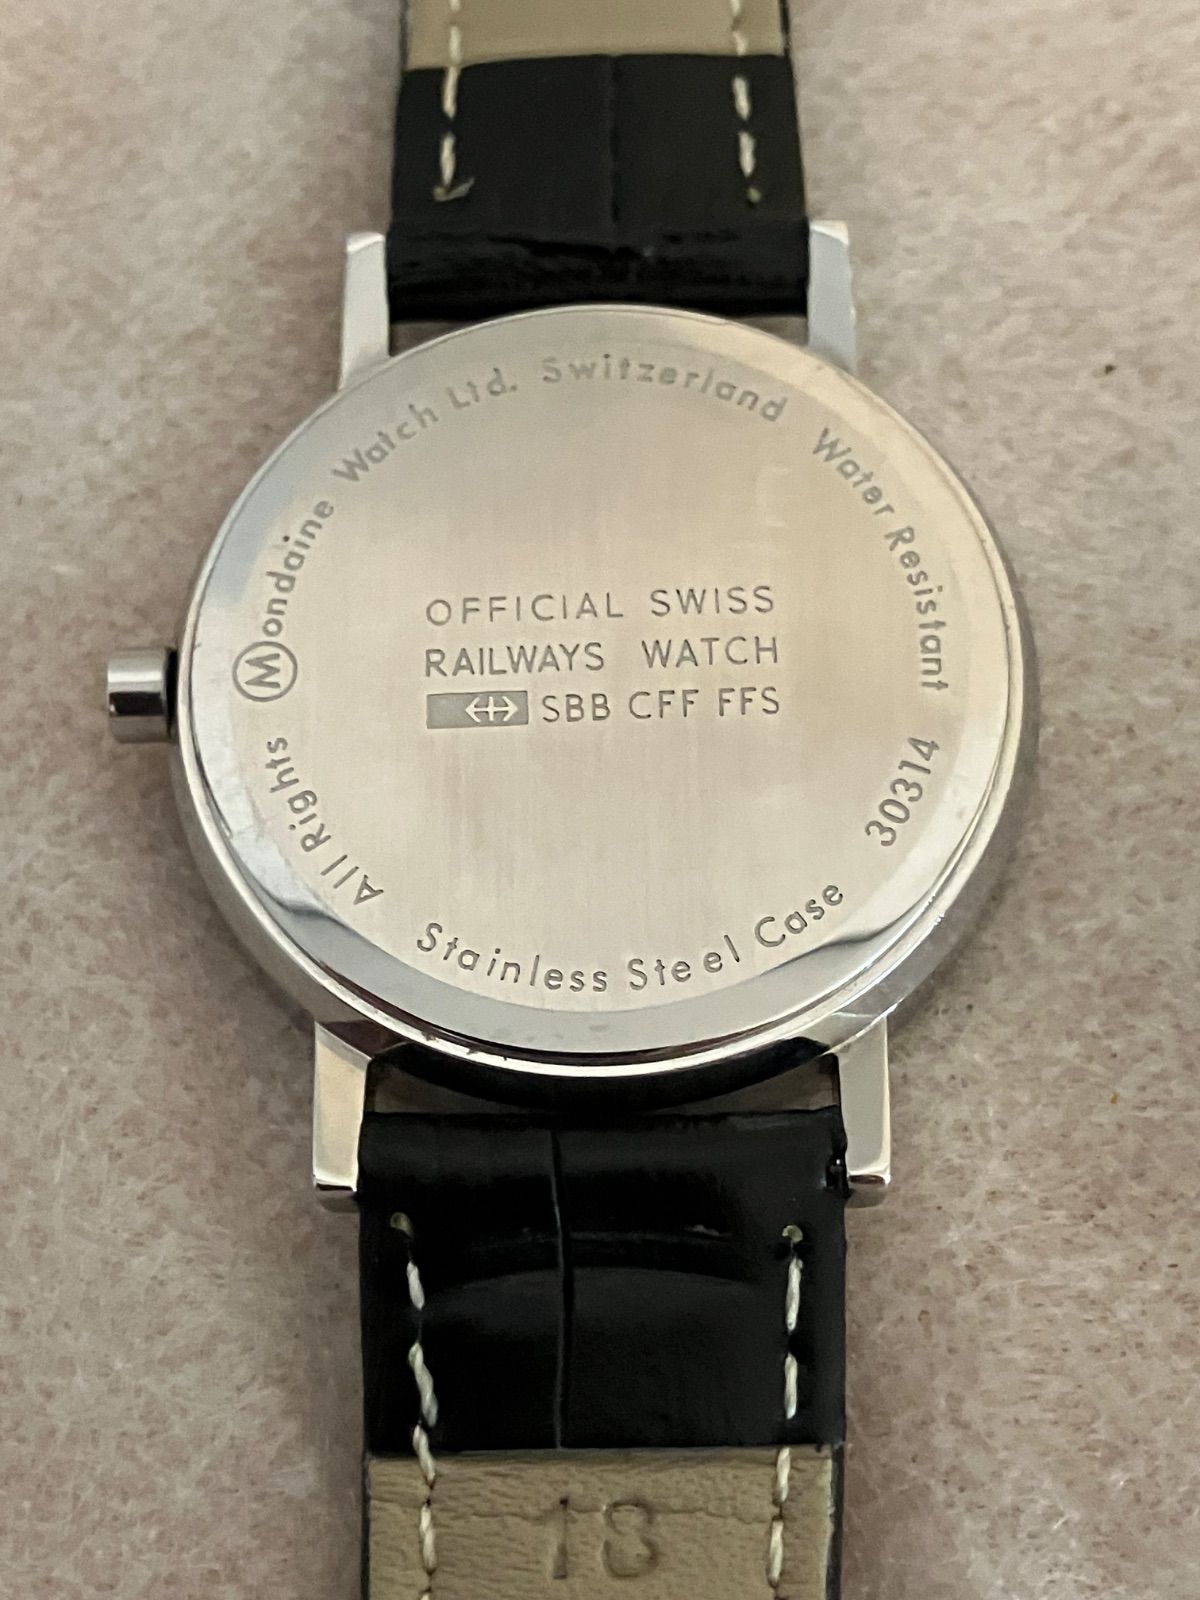 Mondaine Watch Ltd. Switzerland Water Resistant 30314 Stainless Steel Case All Rights
OFFICIAL SWISS
RAILWAYS WATCH
SBB CFF FFS
18